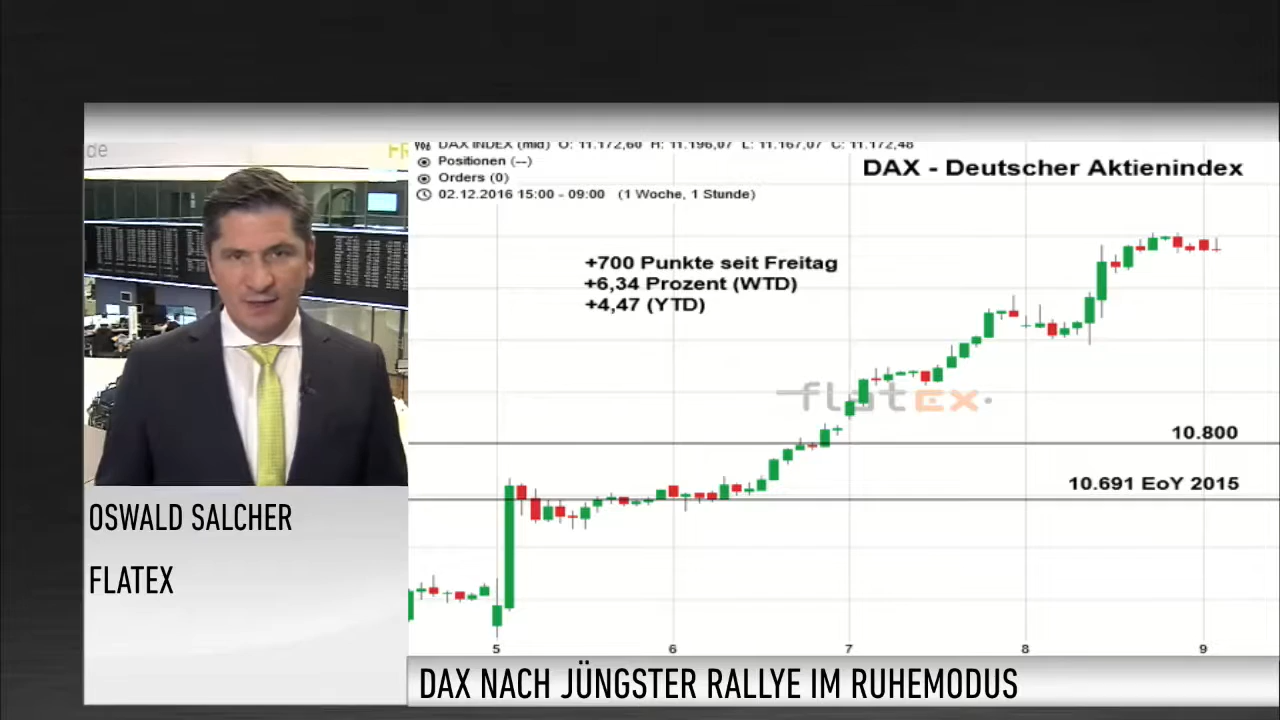 de
FR
DAX INDEX (mid) O: 11.172,60 H: 11.196,07 L: 11.167,07 C: 11.172,48
Positionen (--)
Orders (0)
02.12.2016 15:00 - 09:00 (1 Woche, 1 Stunde)
DAX - Deutscher Aktienindex
+700 Punkte seit Freitag
+6,34 Prozent (WTD)
+4,47 (YTD)
flatex
10.800
10.691 EoY 2015
5 6 7 8 9
OSWALD SALCHER
FLATEX
DAX NACH JÜNGSTER RALLYE IM RUHEMODUS